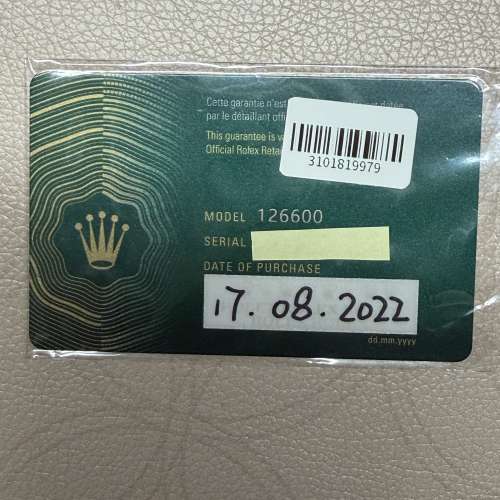 Cette garantie n'est
par le détaillant offi
This guarantee is va
Official Rolex Reta
3101819979
MODEL 126600
SERIAL
DATE OF PURCHASE
17.08.2022
dd.mm.yyyy